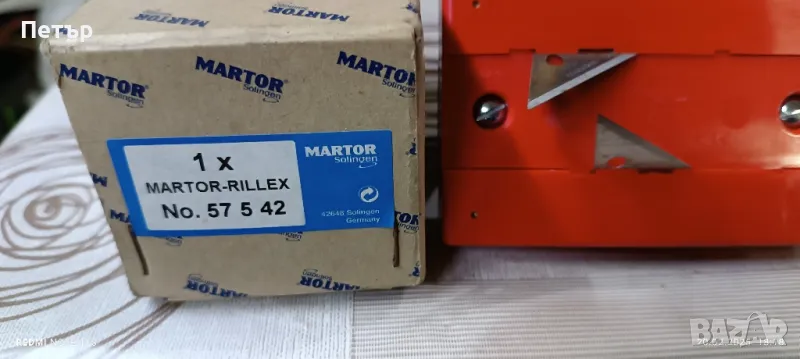 Петър
MARTOR
MARTOR
MARTOR
Solingen
MARTOR
Solingen
1 x
MARTOR-RILLEX
No. 57 5 42
MARTOR
Solingen
42648 Solingen
Germany
MARTOR
BAZAR